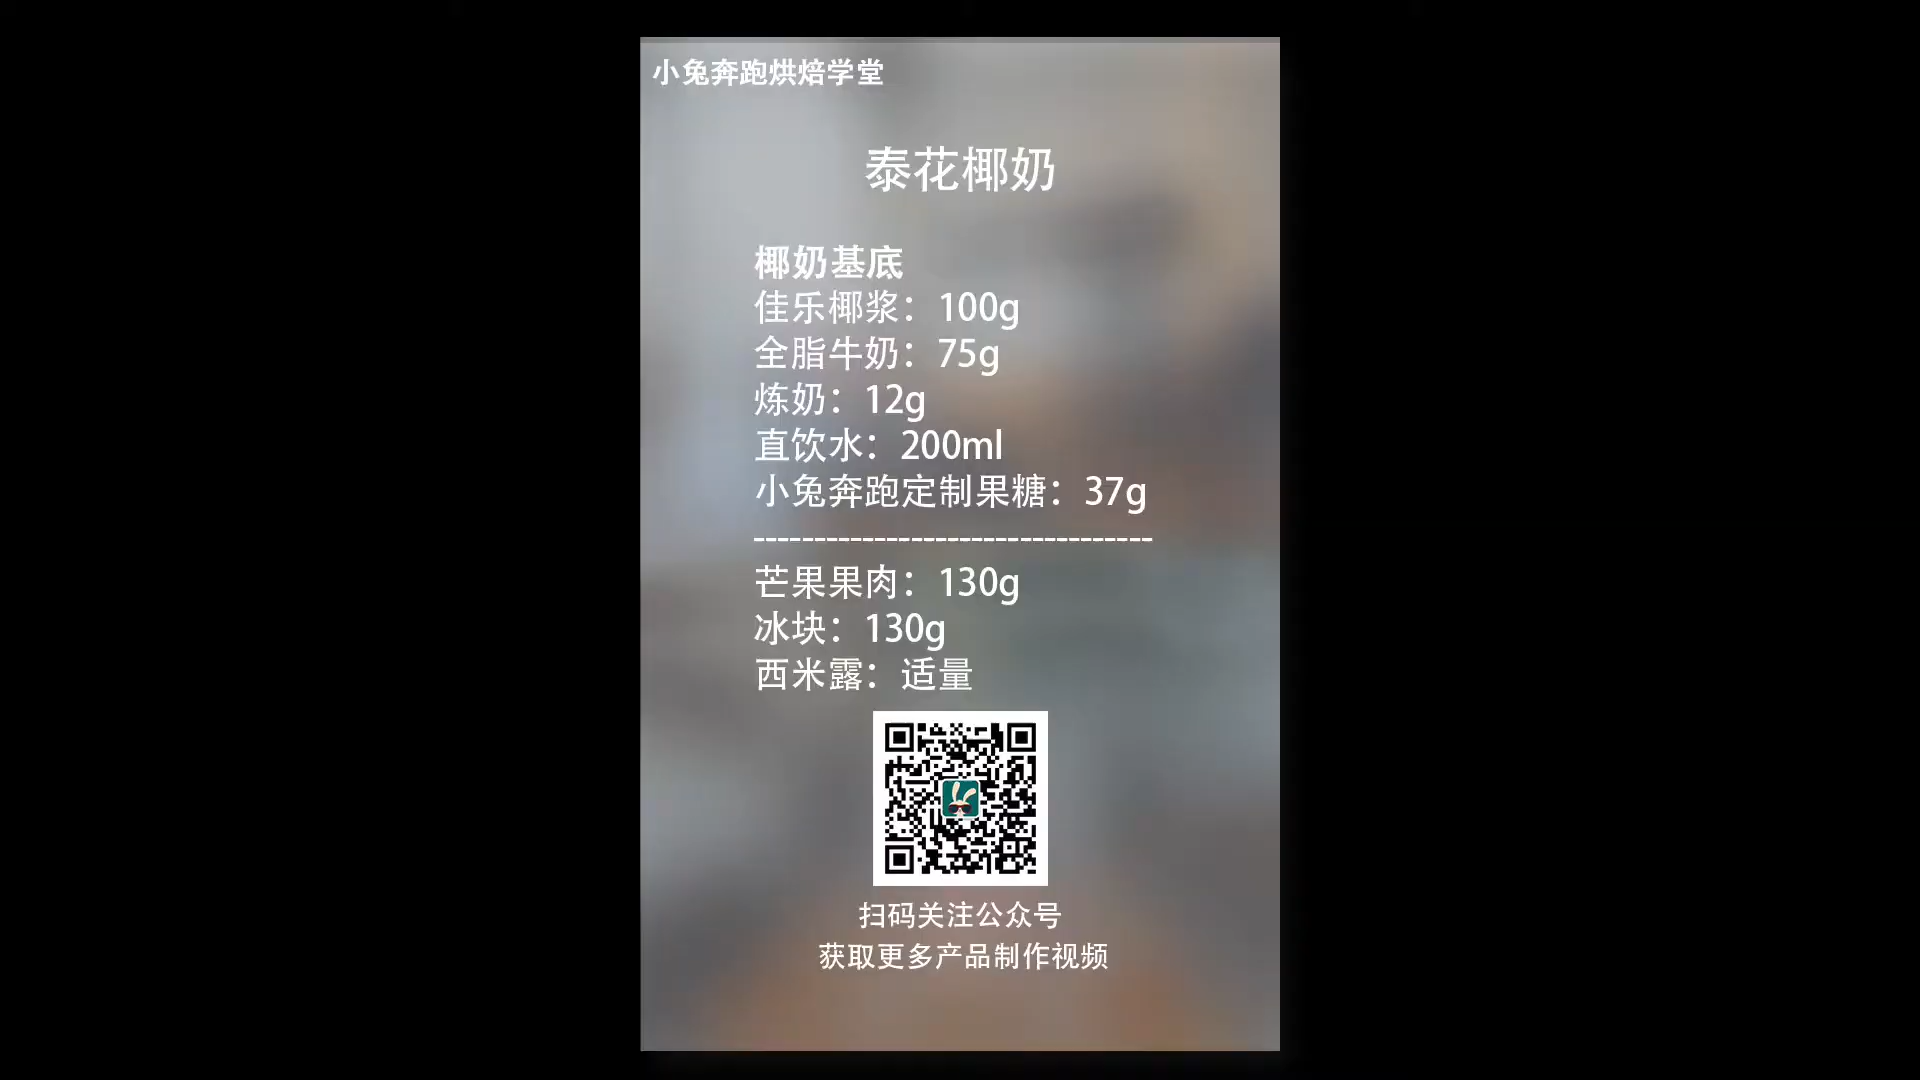 小兔奔跑烘焙学堂
泰花椰奶
椰奶基底
佳乐椰浆：100g
全脂牛奶：75g
炼奶：12g
直饮水：200ml
小兔奔跑定制果糖：37g
---------------------------------
芒果果肉：130g
冰块：130g
西米露：适量
扫码关注公众号
获取更多产品制作视频